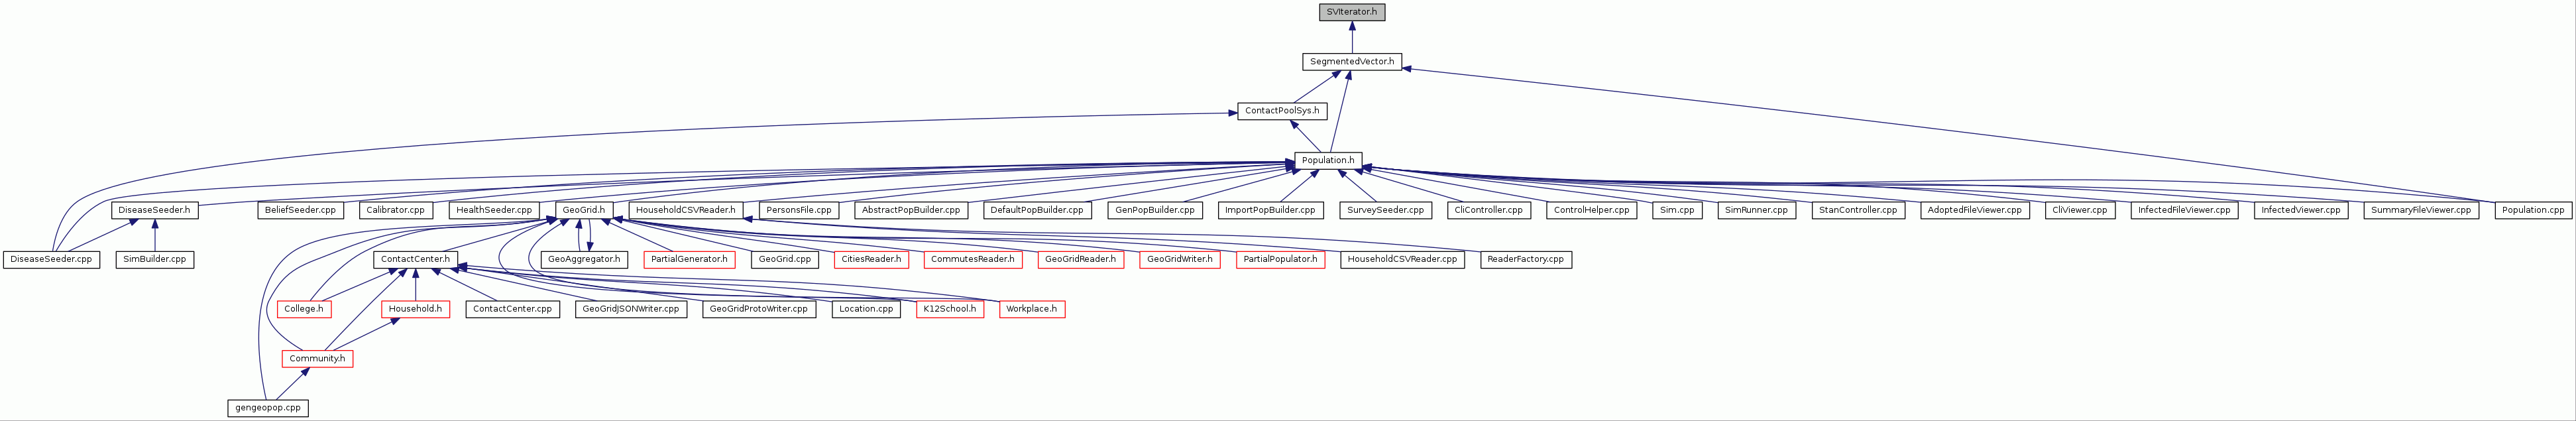 SVIterator.h
SegmentedVector.h
ContactPoolSys.h
Population.h
DiseaseSeeder.h
BeliefSeeder.cpp
Calibrator.cpp
HealthSeeder.cpp
GeoGrid.h
HouseholdCSVReader.h
PersonsFile.cpp
AbstractPopBuilder.cpp
DefaultPopBuilder.cpp
GenPopBuilder.cpp
ImportPopBuilder.cpp
SurveySeeder.cpp
CliController.cpp
ControlHelper.cpp
Sim.cpp
SimRunner.cpp
StanController.cpp
AdoptedFileViewer.cpp
CliViewer.cpp
InfectedFileViewer.cpp
InfectedViewer.cpp
SummaryFileViewer.cpp
Population.cpp
DiseaseSeeder.cpp
SimBuilder.cpp
ContactCenter.h
GeoAggregator.h
PartialGenerator.h
GeoGrid.cpp
CitiesReader.h
CommutesReader.h
GeoGridReader.h
GeoGridWriter.h
PartialPopulator.h
HouseholdCSVReader.cpp
ReaderFactory.cpp
College.h
Household.h
ContactCenter.cpp
GeoGridJSONWriter.cpp
GeoGridProtoWriter.cpp
Location.cpp
K12School.h
Workplace.h
Community.h
gengeopop.cpp